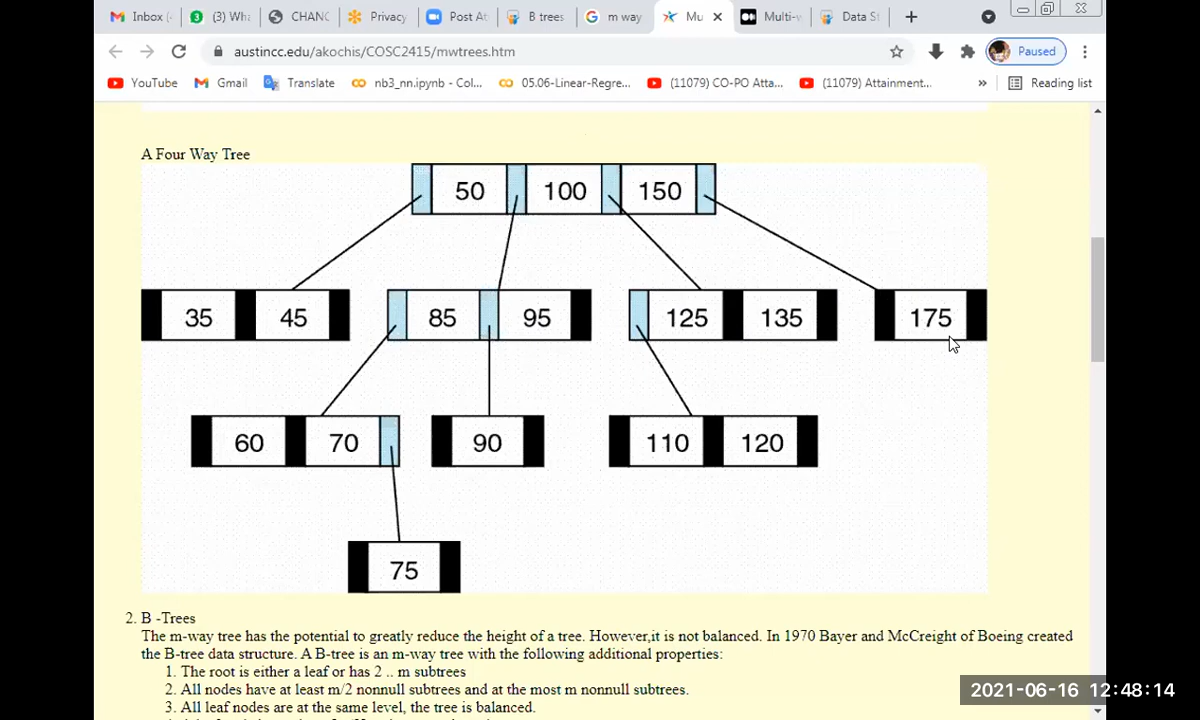 Inbox (
(3) Wha
CHANC
Privacy
Post At
B trees
m way
Mu
Multi-v
Data St
austincc.edu/akochis/COSC2415/mwtrees.htm
Paused
YouTube
Gmail
Translate
nb3_nn.ipynb - Col...
05.06-Linear-Regre...
(11079) CO-PO Atta...
(11079) Attainment...
»
Reading list
A Four Way Tree
50 100 150
35 45 85 95 125 135 175
60 70 90 110 120
75
2. B -Trees
The m-way tree has the potential to greatly reduce the height of a tree. However,it is not balanced. In 1970 Bayer and McCreight of Boeing created
the B-tree data structure. A B-tree is an m-way tree with the following additional properties:
1. The root is either a leaf or has 2 .. m subtrees
2. All nodes have at least m/2 nonnull subtrees and at the most m nonnull subtrees.
3. All leaf nodes are at the same level, the tree is balanced.
2021-06-16 12:48:14